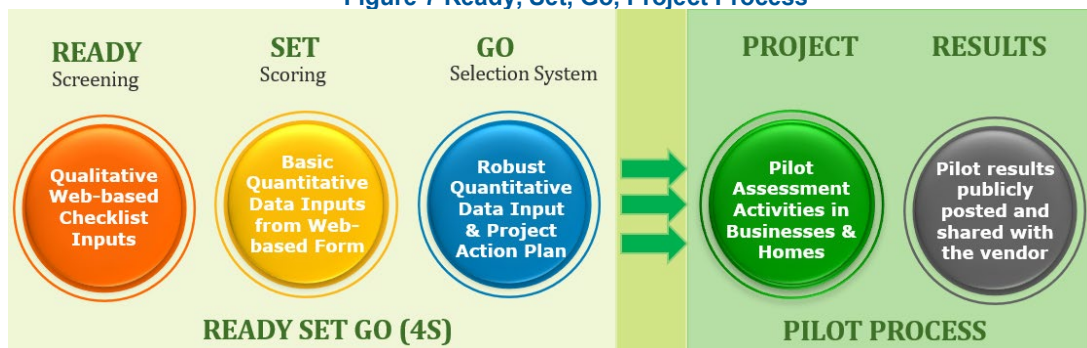 Figure 7 Ready, Set, Go, Project Process
READY
Screening
SET
Scoring
GO
Selection System
PROJECT
RESULTS
Qualitative
Web-based
Checklist
Inputs
Basic
Quantitative
Data Inputs
from Web-
based Form
Robust
Quantitative
Data Input
& Project
Action Plan
Pilot
Assessment
Activities in
Businesses &
Homes
Pilot results
publicly
posted and
shared with
the vendor
READY SET GO (4S)
PILOT PROCESS